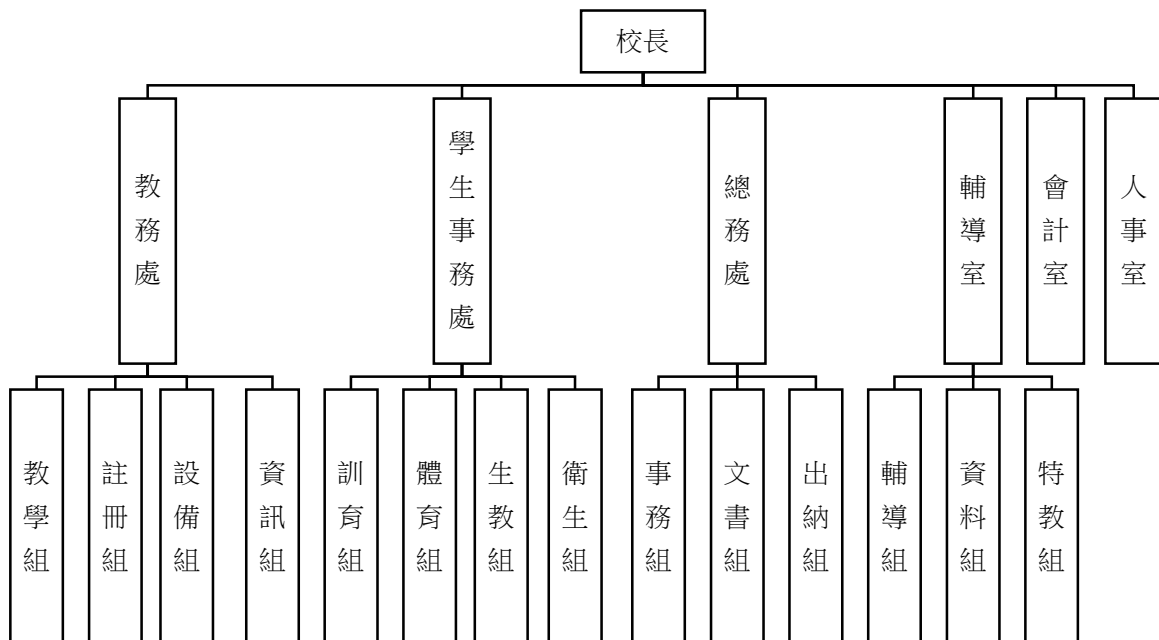 校長
教務處
學生事務處
總務處
輔導室
會計室
人事室
教學組
註冊組
設備組
資訊組
訓育組
體育組
生教組
衛生組
事務組
文書組
出納組
輔導組
資料組
特教組